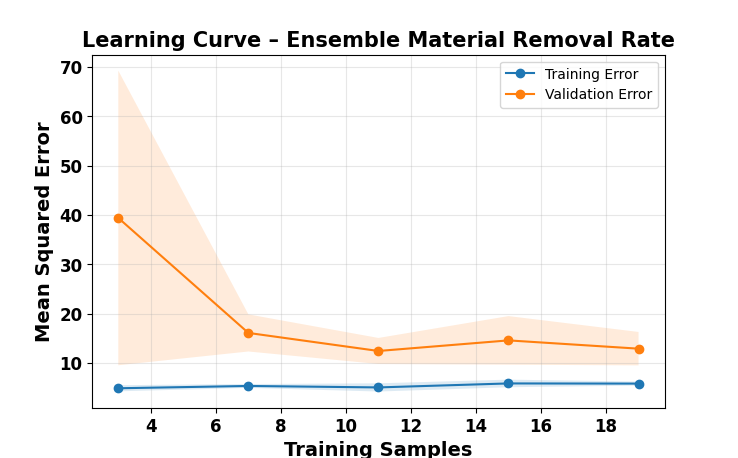 Learning Curve – Ensemble Material Removal Rate
Training Error
Validation Error
Mean Squared Error
70
60
50
40
30
20
10
4 6 8 10 12 14 16 18
Training Samples